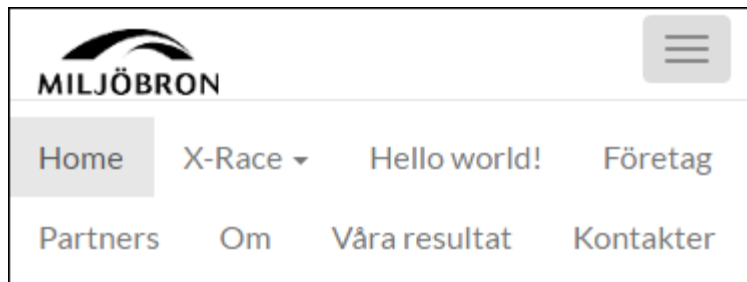 MILJÖBRON
Home X-Race Hello world! Företag
Partners Om Våra resultat Kontakter